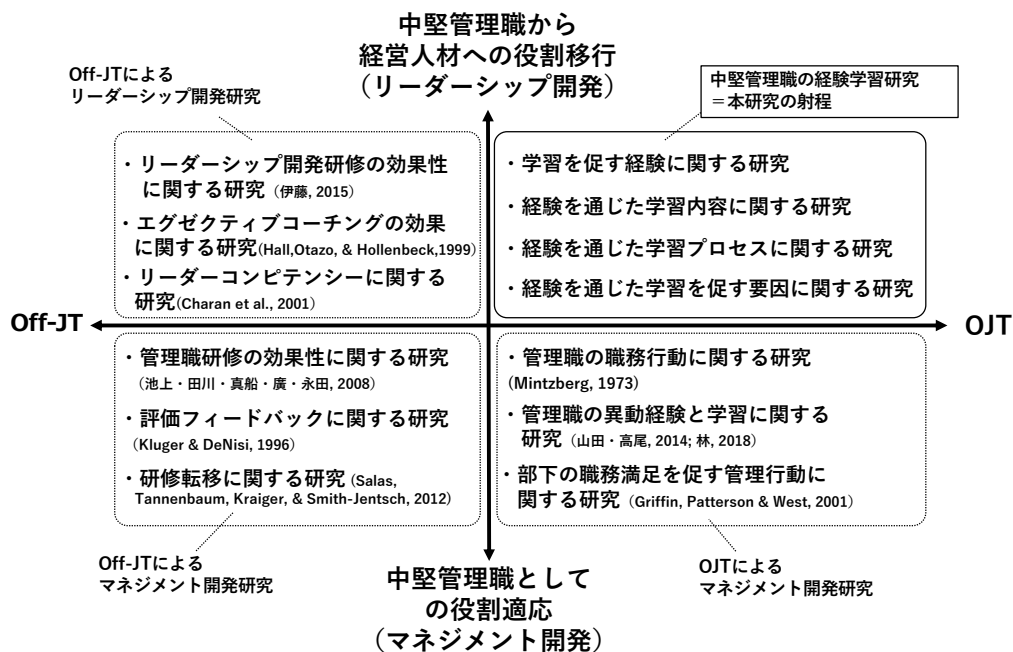 中堅管理職から
経営人材への役割移行
（リーダーシップ開発）
Off-JTによる
リーダーシップ開発研究
中堅管理職の経験学習研究
＝本研究の射程
・リーダーシップ開発研修の効果性
に関する研究（伊藤, 2015）
・エグゼクティブコーチングの効果
に関する研究(Hall,Otazo, & Hollenbeck,1999)
・リーダーコンピテンシーに関する
研究(Charan et al., 2001)
・学習を促す経験に関する研究
・経験を通じた学習内容に関する研究
・経験を通じた学習プロセスに関する研究
・経験を通じた学習を促す要因に関する研究
Off-JT
OJT
・管理職研修の効果性に関する研究
（池上・田川・真船・廣・永田, 2008）
・評価フィードバックに関する研究
(Kluger & DeNisi, 1996)
・研修転移に関する研究 (Salas,
Tannenbaum, Kraiger, & Smith-Jentsch, 2012)
・管理職の職務行動に関する研究
(Mintzberg, 1973)
・管理職の異動経験と学習に関する
研究（山田・高尾, 2014; 林, 2018）
・部下の職務満足を促す管理行動に
関する研究（Griffin, Patterson & West, 2001)
Off-JTによる
マネジメント開発研究
中堅管理職として
の役割適応
（マネジメント開発）
OJTによる
マネジメント開発研究